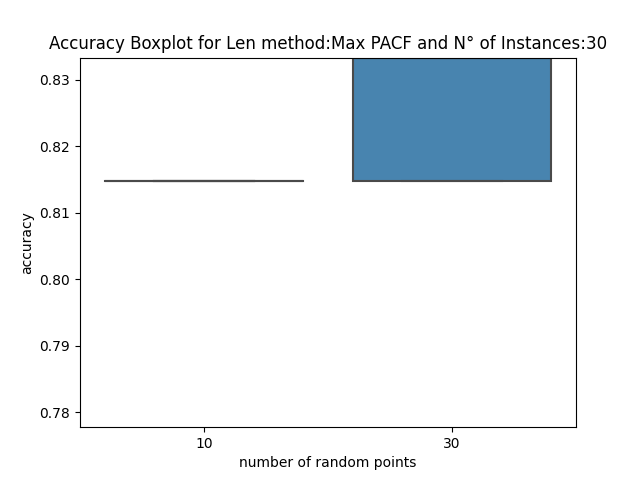 Accuracy Boxplot for Len method:Max PACF and N° of Instances:30
0.83
0.82
0.81
0.80
0.79
0.78
accuracy
10 30
number of random points